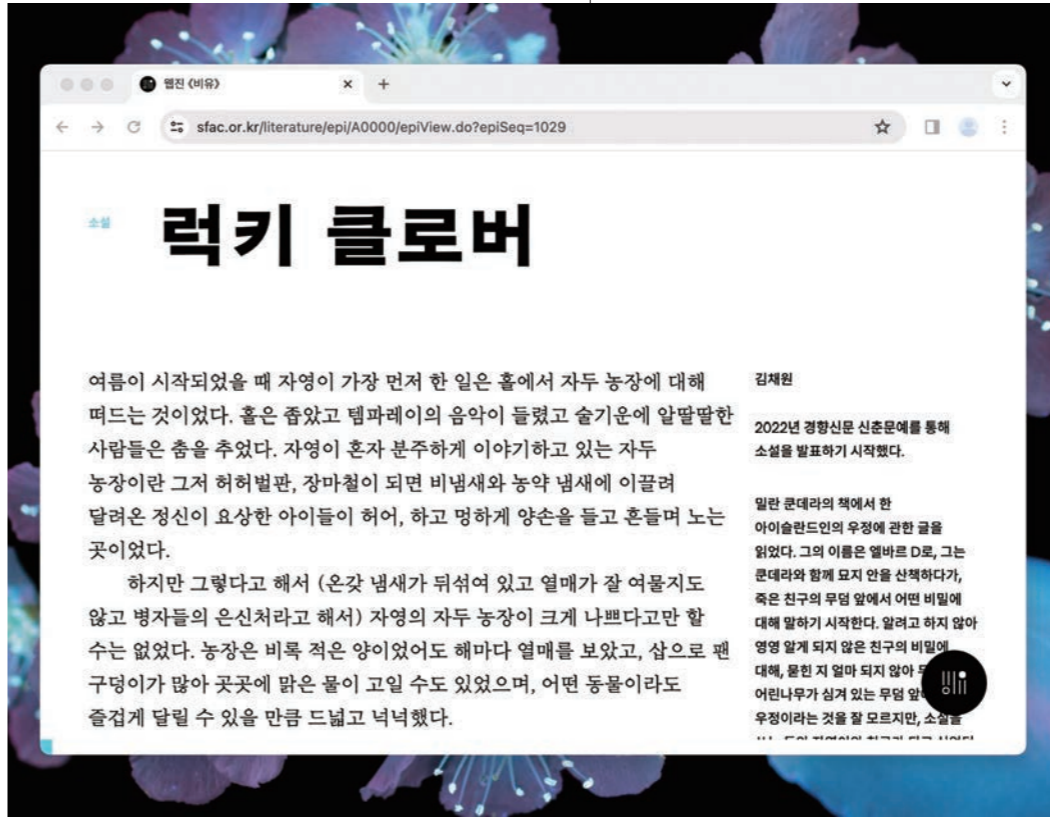 웹진 《비유》
sfac.or.kr/literature/epi/A0000/epiView.do?epiSeq=1029
소설
럭키 클로버
여름이 시작되었을 때 자영이 가장 먼저 한 일은 홀에서 자두 농장에 대해
떠드는 것이었다. 홀은 좁았고 템파레이의 음악이 들렸고 술기운에 알딸딸한
사람들은 춤을 추었다. 자영이 혼자 분주하게 이야기하고 있는 자두
농장이란 그저 허허벌판, 장마철이 되면 비냄새와 농약 냄새에 이끌려
달려온 정신이 요상한 아이들이 허어, 하고 멍하게 양손을 들고 흔들며 노는
곳이었다.
하지만 그렇다고 해서 (온갖 냄새가 뒤섞여 있고 열매가 잘 여물지도
않고 병자들의 은신처라고 해서) 자영의 자두 농장이 크게 나쁘다고만 할
수는 없었다. 농장은 비록 적은 양이었어도 해마다 열매를 보았고, 삽으로 팬
구덩이가 많아 곳곳에 맑은 물이 고일 수도 있었으며, 어떤 동물이라도
즐겁게 달릴 수 있을 만큼 드넓고 넉넉했다.
김채원
2022년 경향신문 신춘문예를 통해
소설을 발표하기 시작했다.
밀란 쿤데라의 책에서 한
아이슬란드인의 우정에 관한 글을
읽었다. 그의 이름은 엘바르 D로, 그는
쿤데라와 함께 묘지 안을 산책하다가,
죽은 친구의 무덤 앞에서 어떤 비밀에
대해 말하기 시작한다. 알려고 하지 않아
영영 알게 되지 않은 친구의 비밀에
대해, 묻힌 지 얼마 되지 않아
어린나무가 심겨 있는 무덤
우정이라는 것을 잘 모르지만, 소설을